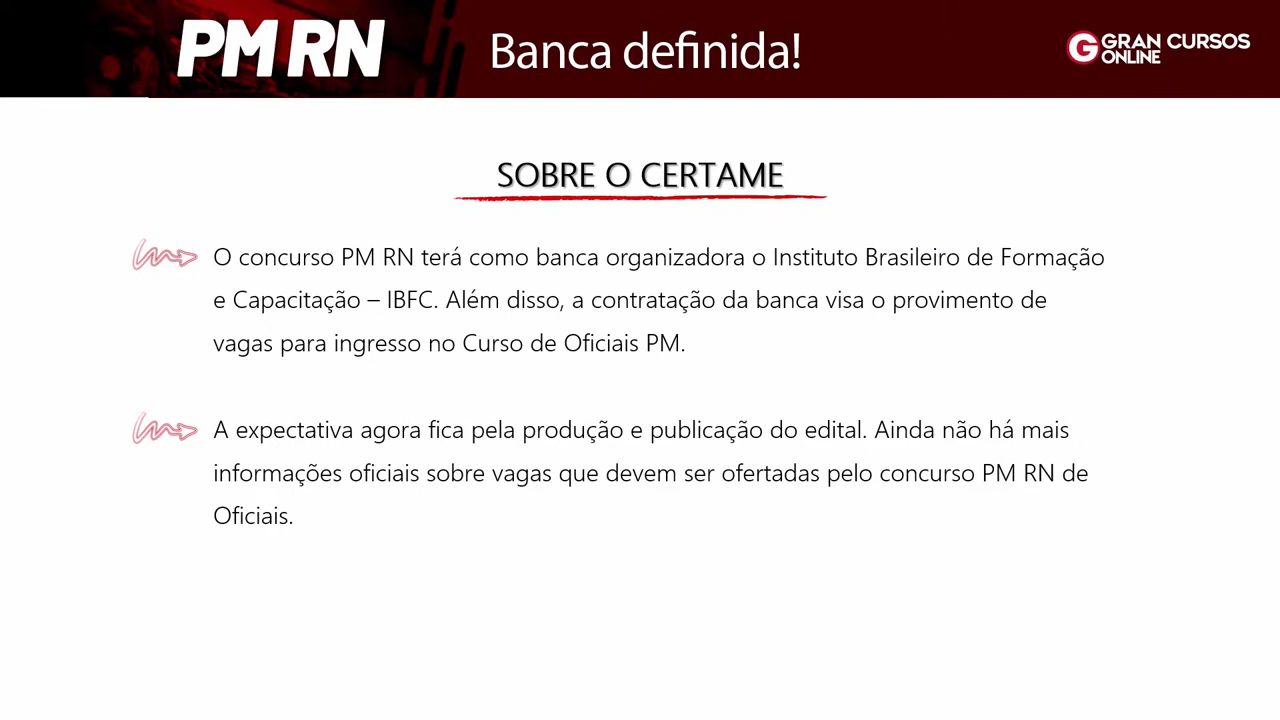 PM RN
Banca definida!
GRAN CURSOS
ONLINE
SOBRE O CERTAME
O concurso PM RN terá como banca organizadora o Instituto Brasileiro de Formação
e Capacitação – IBFC. Além disso, a contratação da banca visa o provimento de
vagas para ingresso no Curso de Oficiais PM.
A expectativa agora fica pela produção e publicação do edital. Ainda não há mais
informações oficiais sobre vagas que devem ser ofertadas pelo concurso PM RN de
Oficiais.